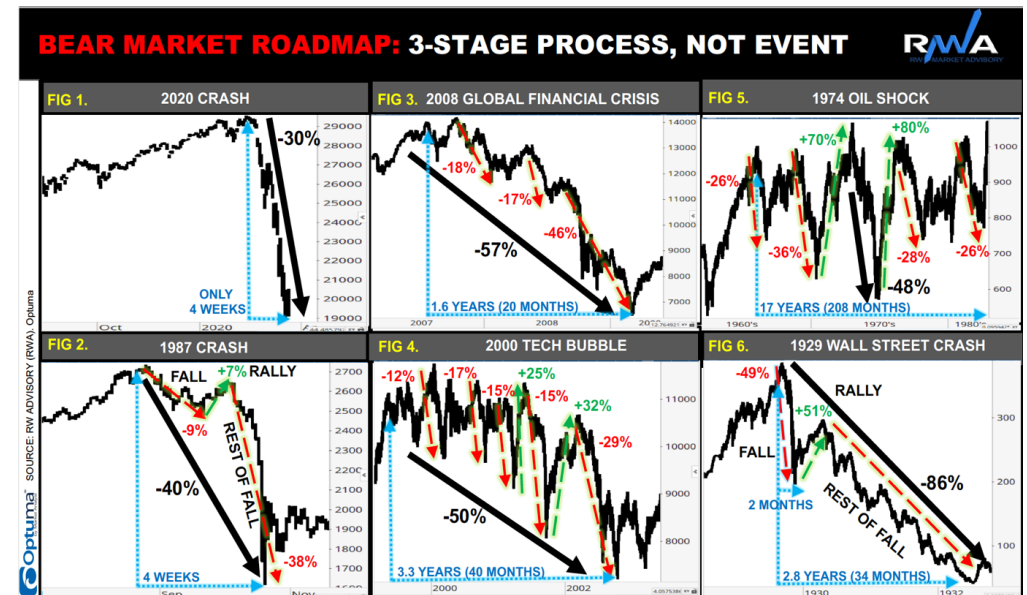 BEAR MARKET ROADMAP: 3-STAGE PROCESS, NOT EVENT
RWA
RW MARKET ADVISORY
SOURCE: RW ADVISORY (RWA). Optuma
Optuma
FIG 1. 2020 CRASH
-30%
ONLY
4 WEEKS
29000
28000
27000
26000
25000
24000
23000
22000
21000
20000
19000
Oct 2020
FIG 3. 2008 GLOBAL FINANCIAL CRISIS
-18%
-17%
-46%
-57%
1.6 YEARS (20 MONTHS)
14000
13000
12000
11000
10000
9000
8000
7000
2007 2008
FIG 5. 1974 OIL SHOCK
-26%
-36%
+70%
+80%
-28%
-48%
-26%
17 YEARS (208 MONTHS)
1000
900
800
700
600
1960's 1970's 1980's
FIG 2. 1987 CRASH
FALL
+7% RALLY
-9%
REST OF FALL
-40%
-38%
4 WEEKS
2700
2600
2500
2400
2300
2200
2100
2000
1900
1800
1700
1600
Sep Nov
FIG 4. 2000 TECH BUBBLE
-12%
-17%
-15%
+25%
-15%
+32%
-29%
-50%
3.3 YEARS (40 MONTHS)
11000
10000
9000
8000
2000 2002
FIG 6. 1929 WALL STREET CRASH
-49%
RALLY
+51%
FALL
-86%
2 MONTHS
REST OF FALL
2.8 YEARS (34 MONTHS)
300
200
100
1930 1932